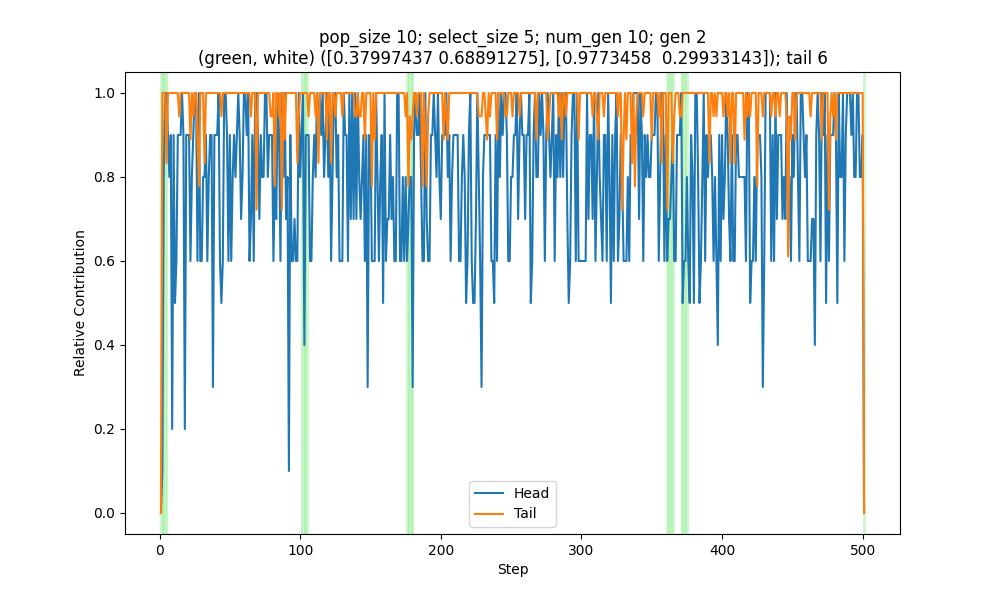 pop_size 10; select_size 5; num_gen 10; gen 2
(green, white) ([0.37997437 0.68891275], [0.9773458  0.29933143]); tail 6
1.0
0.8
0.6
0.4
0.2
0.0
Relative Contribution
Head
Tail
0
100
200
300
400
500
Step